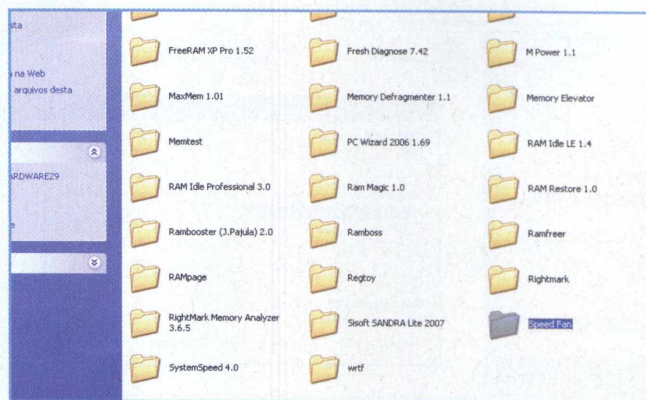 sta
na Web
arquivos desta
ARDWARE29
e
FreeRAM XP Pro 1.52
Fresh Diagnose 7.42
M Power 1.1
MaxMem 1.01
Memory Defragmenter 1.1
Memory Elevator
Memtest
PC Wizard 2006 1.69
RAM Idle LE 1.4
RAM Idle Professional 3.0
Ram Magic 1.0
RAM Restore 1.0
Rambooster (J.Pajula) 2.0
Ramboss
Ramfreer
RAMpage
Regtoy
Rightmark
RightMark Memory Analyzer
3.6.5
Sisoft SANDRA Lite 2007
Speed Fan
SystemSpeed 4.0
wrtf